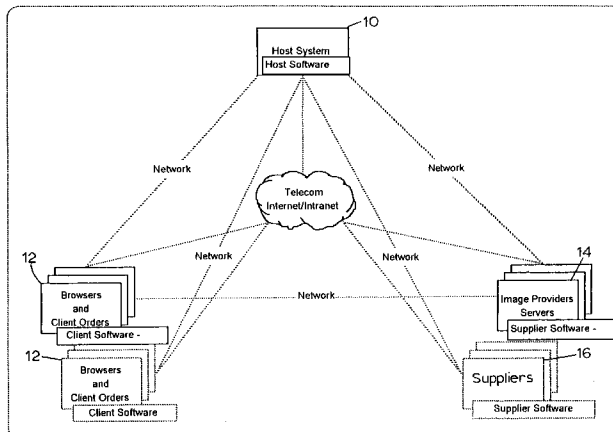 10
Host System
Host Software
Network
Network
Telecom
Internet/Intranet
Network
Network
12
14
Browsers
and
Client Orders
Client Software -
Network
Image Providers
Servers
Supplier Software -
12
16
Browsers
and
Client Orders
Client Software
Suppliers
Supplier Software